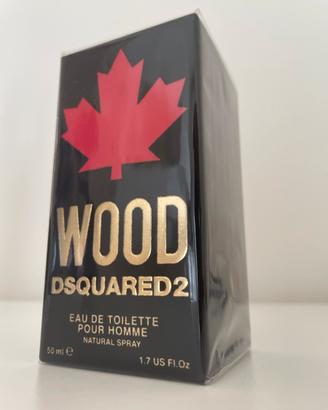 WOOD
DSQUARED2
EAU DE TOILETTE
POUR HOMME
NATURAL SPRAY
50 ml ℮ 1.7 US Fl.Oz